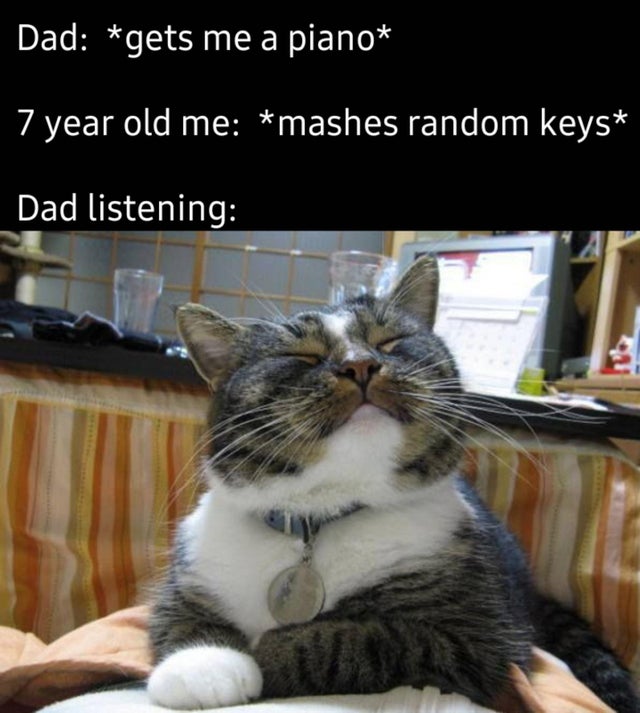 Dad:  *gets me a piano*
7 year old me:  *mashes random keys*
Dad listening: